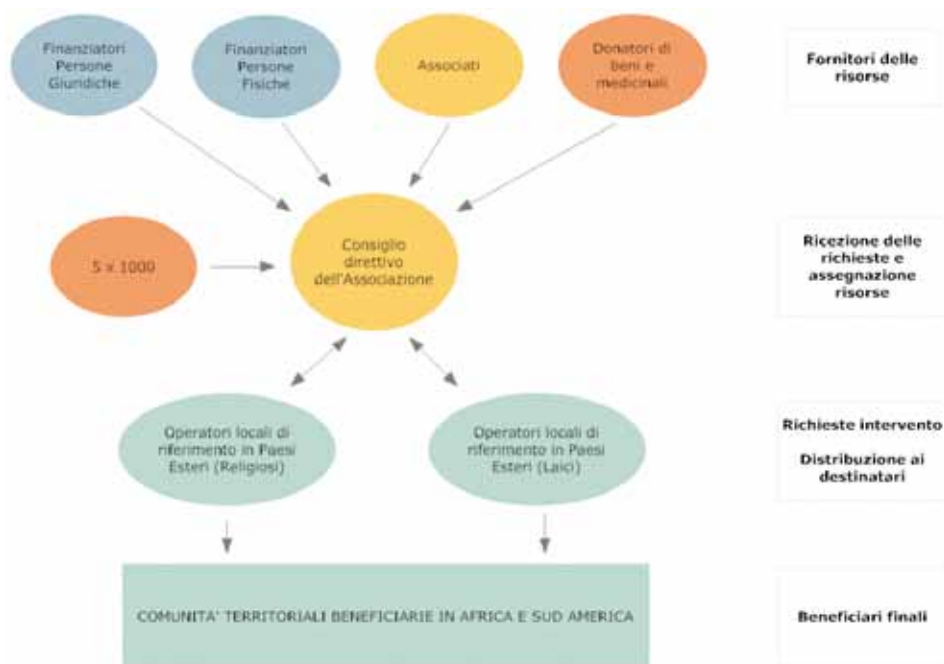 Finanziatori
Persone
Giundiche
Finanziatori
Persone
Fisiche
Associati
Donatori di
beni e
medicinali
Fornitori delle
risorse
5 x 1000
Consiglio
direttivo
dell'Associazione
Ricezione delle
richieste e
assegnazione
risorse
Operatori locali di
riferimento in Paesi
Esteri (Religiosi)
Operatori locali di
riferimento in Paesi
Esteri (Laici)
Richieste intervento
Distribuzione ai
destinatari
COMUNITA' TERRITORIALI BENEFICIARIE IN AFRICA E SUD AMERICA
Beneficiari finali